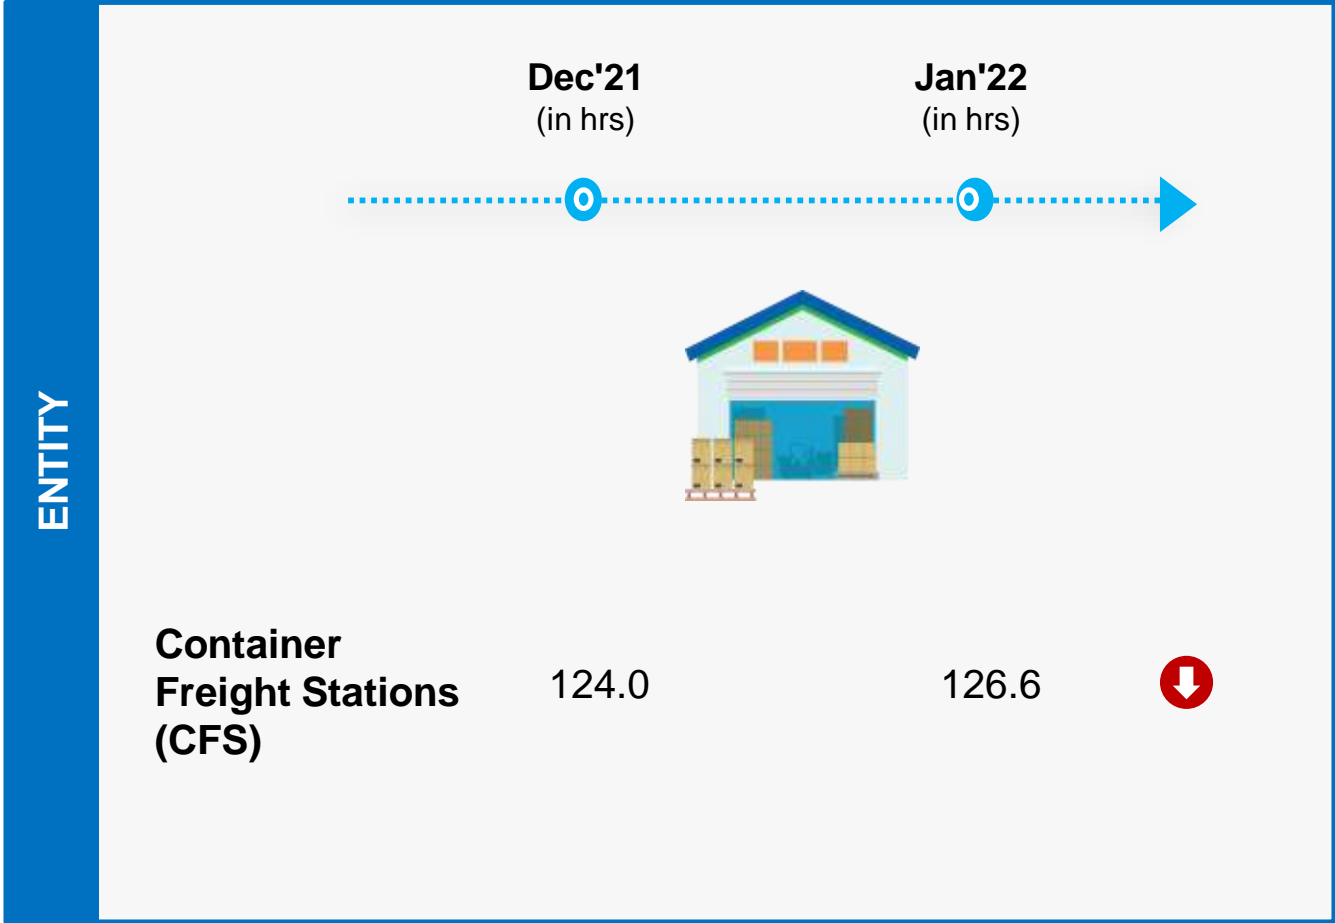 ENTITY
Dec'21
(in hrs)
Jan'22
(in hrs)
Container
Freight Stations
(CFS)
124.0
126.6